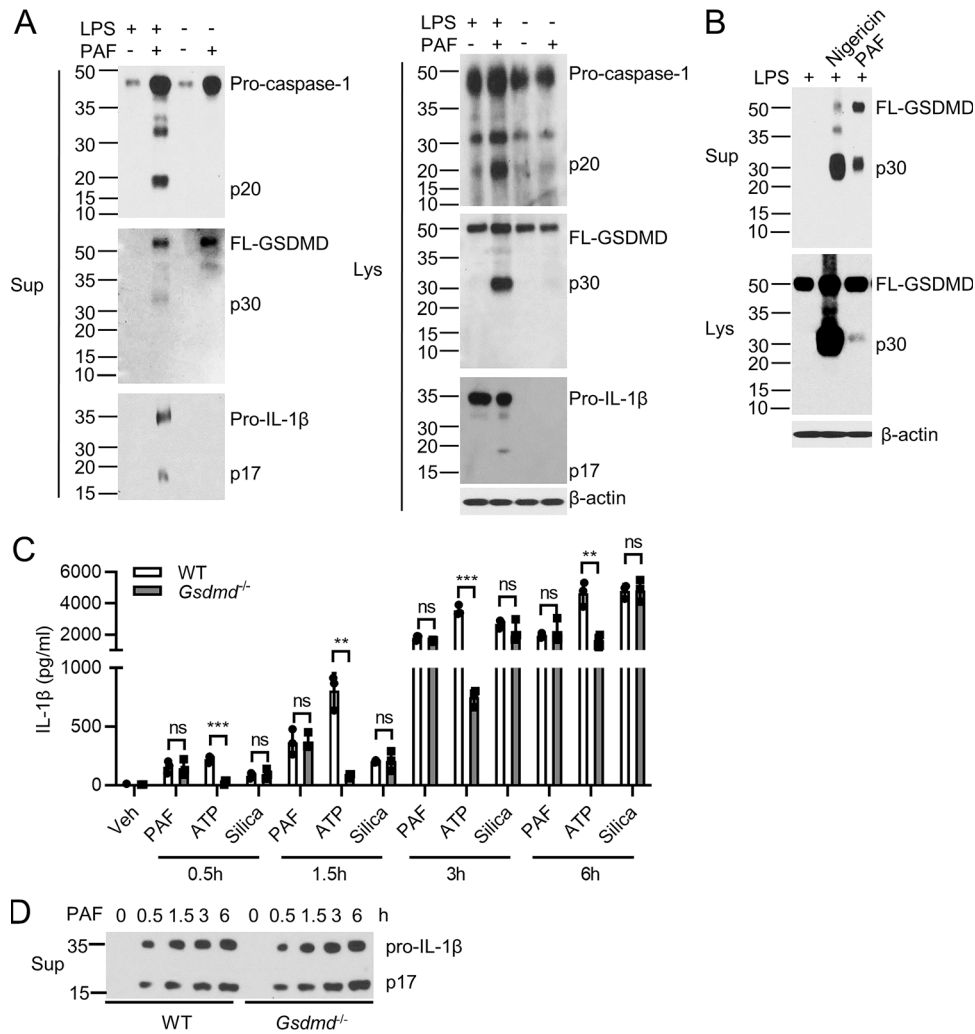 A
LPS + + - -
PAF - + - +
50
35
30
20
15
10
Pro-caspase-1
p20
50
35
30
20
15
10
FL-GSDMD
p30
35
20
20
15
Pro-IL-1β
p17
Sup
LPS + + - -
PAF - + - +
50
35
30
20
15
10
Pro-caspase-1
p20
50
35
30
20
15
10
FL-GSDMD
p30
35
30
20
15
Pro-IL-1β
p17
β-actin
Lys
B
Nigericin
PAF
LPS + + +
50
35
30
20
15
10
FL-GSDMD
p30
Sup
50
35
30
20
15
10
FL-GSDMD
p30
Lys
β-actin
C
WT
Gsdmd-/-
IL-1β (pg/ml)
6000
4000
2000
1000
500
0
ns *** ns
ns ** ns
ns *** ns
ns ** ns
Veh PAF ATP Silica PAF ATP Silica PAF ATP Silica PAF ATP Silica
0.5h 1.5h 3h 6h
D
PAF 0 0.5 1.5 3 6 0 0.5 1.5 3 6 h
35 pro-IL-1β
Sup
15 p17
WT Gsdmd-/-